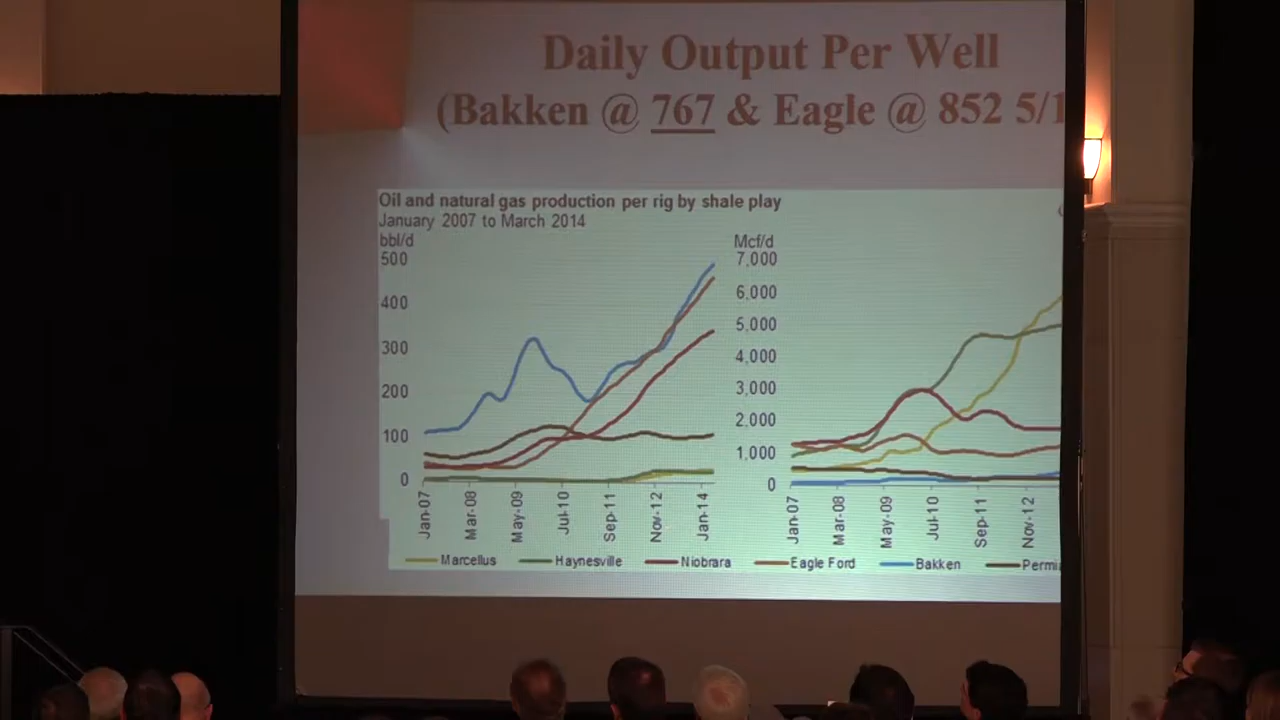 Daily Output Per Well
(Bakken @ 767 & Eagle @ 852 5/1
Oil and natural gas production per rig by shale play
January 2007 to March 2014
bbl/d
500
400
300
200
100
0
Jan-07
Mar-08
May-09
Jul-10
Sep-11
Nov-12
Jan-14
Mcf/d
7,000
6,000
5,000
4,000
3,000
2,000
1,000
0
Jan-07
Mar-08
May-09
Jul-10
Sep-11
Nov-12
Marcellus Haynesville Niobrara Eagle Ford Bakken